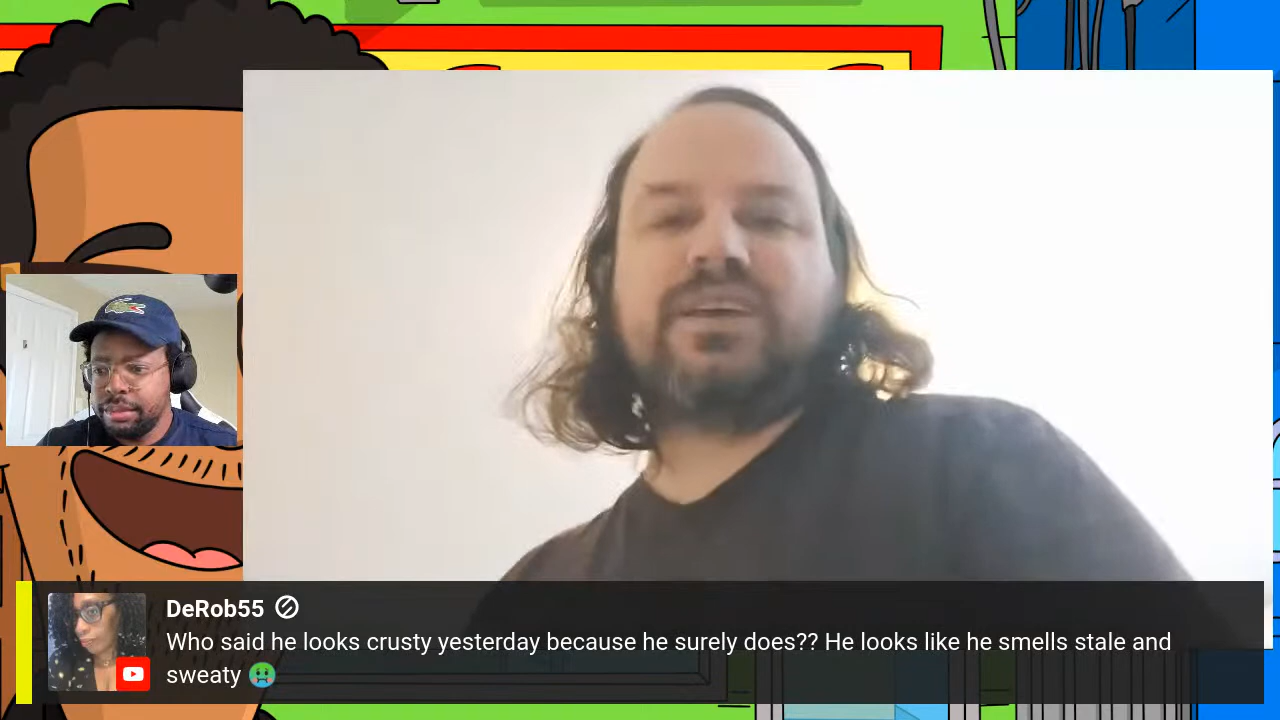 DeRob55
Who said he looks crusty yesterday because he surely does?? He looks like he smells stale and
sweaty 🤢